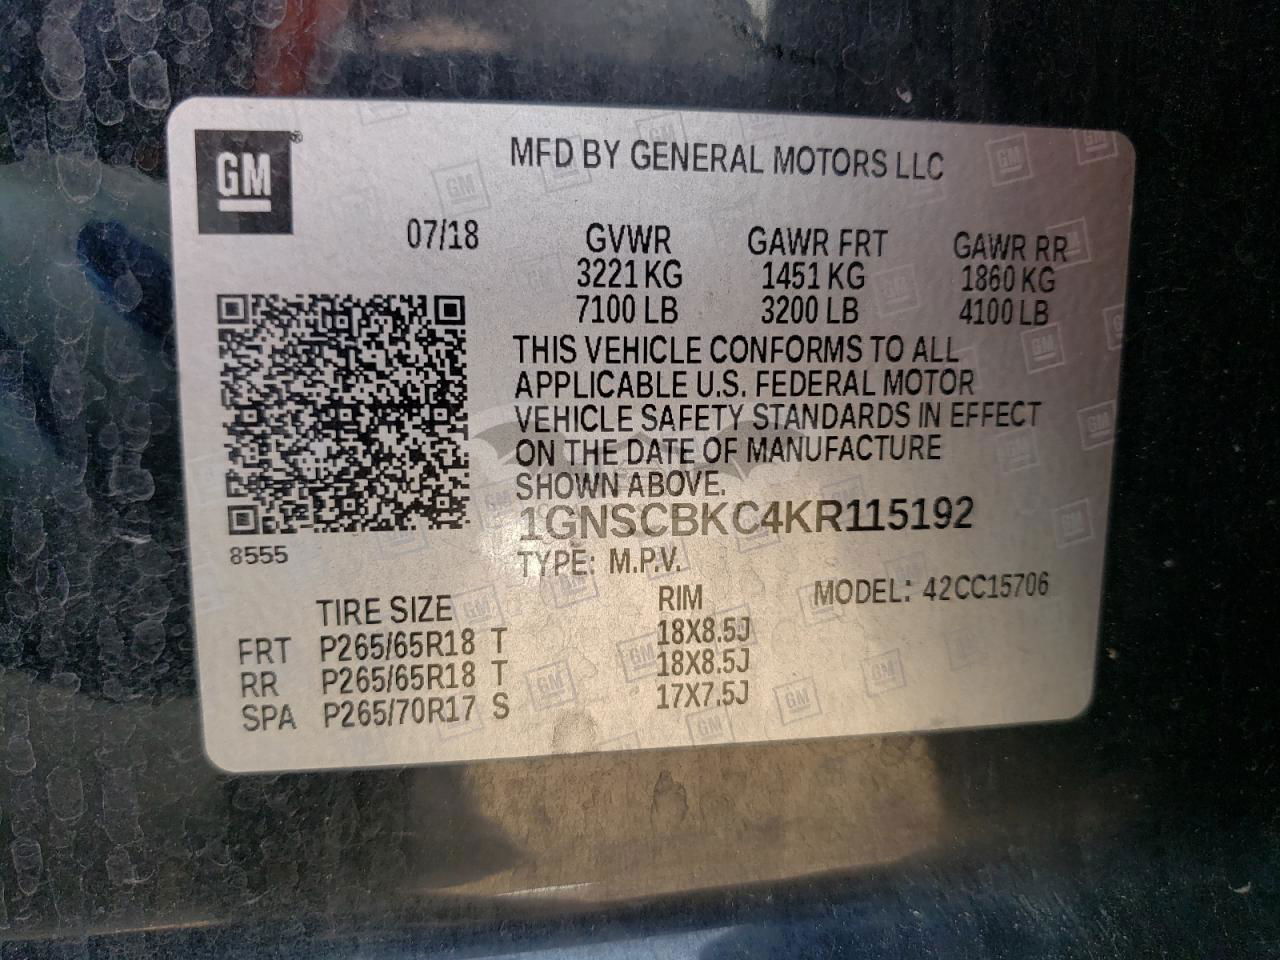 GM®
MFD BY GENERAL MOTORS LLC
07/18
GVWR GAWR FRT GAWR RR
3221 KG 1451 KG 1860 KG
7100 LB 3200 LB 4100 LB
THIS VEHICLE CONFORMS TO ALL
APPLICABLE U.S. FEDERAL MOTOR
VEHICLE SAFETY STANDARDS IN EFFECT
ON THE DATE OF MANUFACTURE
SHOWN ABOVE.
1GNSCBKC4KR115192
8555
TYPE: M.P.V.
MODEL: 42CC15706
TIRE SIZE RIM
FRT P265/65R18 T 18X8.5J
RR P265/65R18 T 18X8.5J
SPA P265/70R17 S 17X7.5J